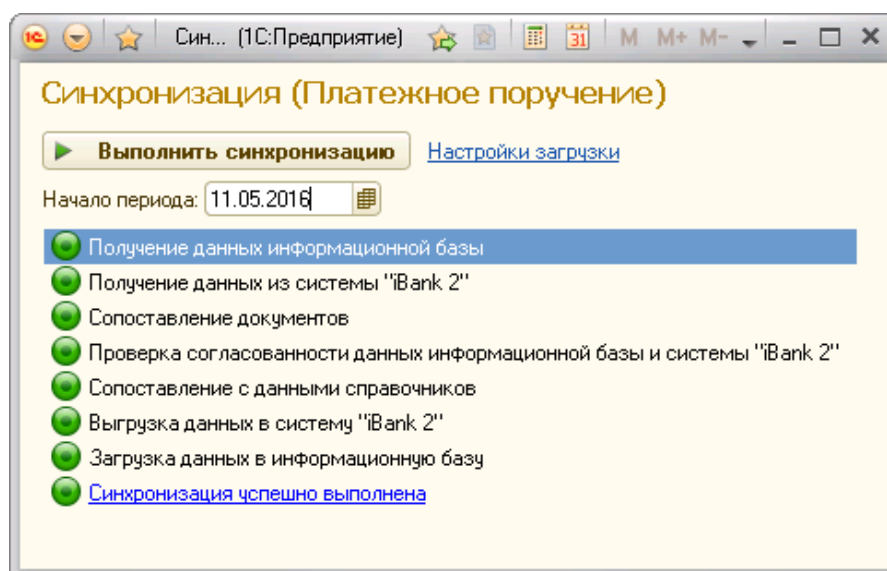 1С Син... (1С:Предприятие) 31 M M+ M-
Синхронизация (Платежное поручение)
Выполнить синхронизацию Настройки загрузки
Начало периода: 11.05.2016
Получение данных информационной базы
Получение данных из системы "iBank 2"
Сопоставление документов
Проверка согласованности данных информационной базы и системы "iBank 2"
Сопоставление с данными справочников
Выгрузка данных в систему "iBank 2"
Загрузка данных в информационную базу
Синхронизация успешно выполнена